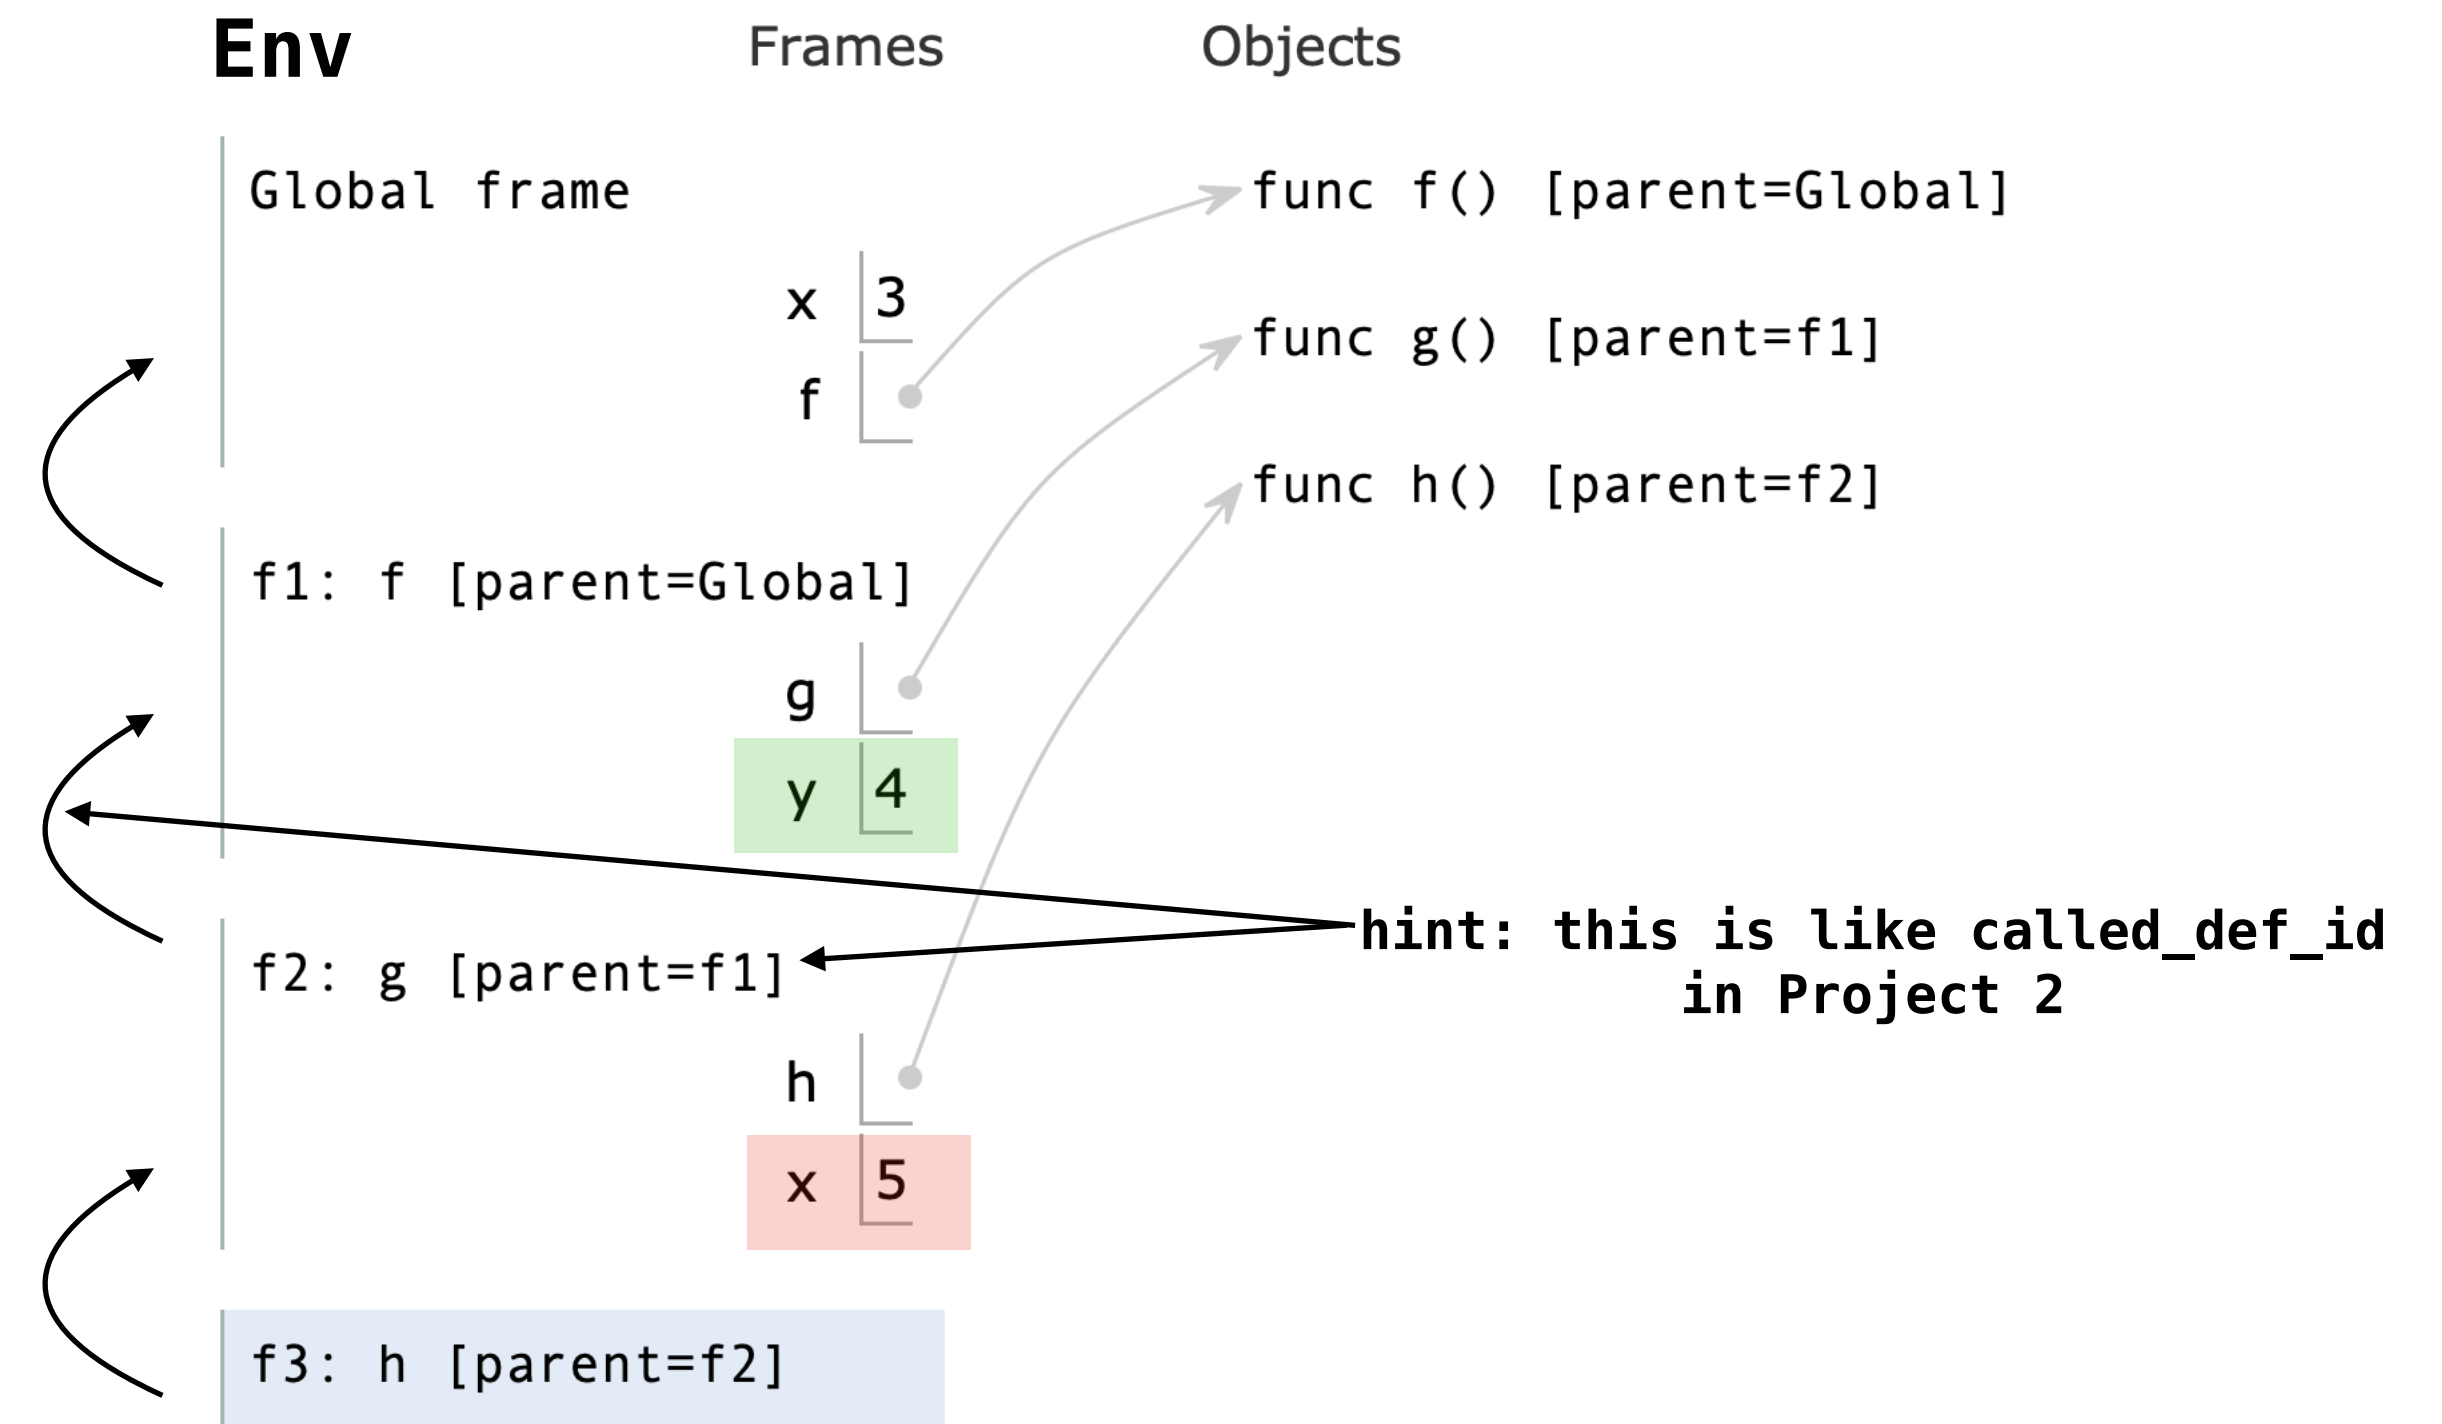 Env Frames Objects
Global frame func f() [parent=Global]
x 3
func g() [parent=f1]
f
func h() [parent=f2]
f1: f [parent=Global]
g
y 4
hint: this is like called_def_id
f2: g [parent=f1]
in Project 2
h
x 5
f3: h [parent=f2]